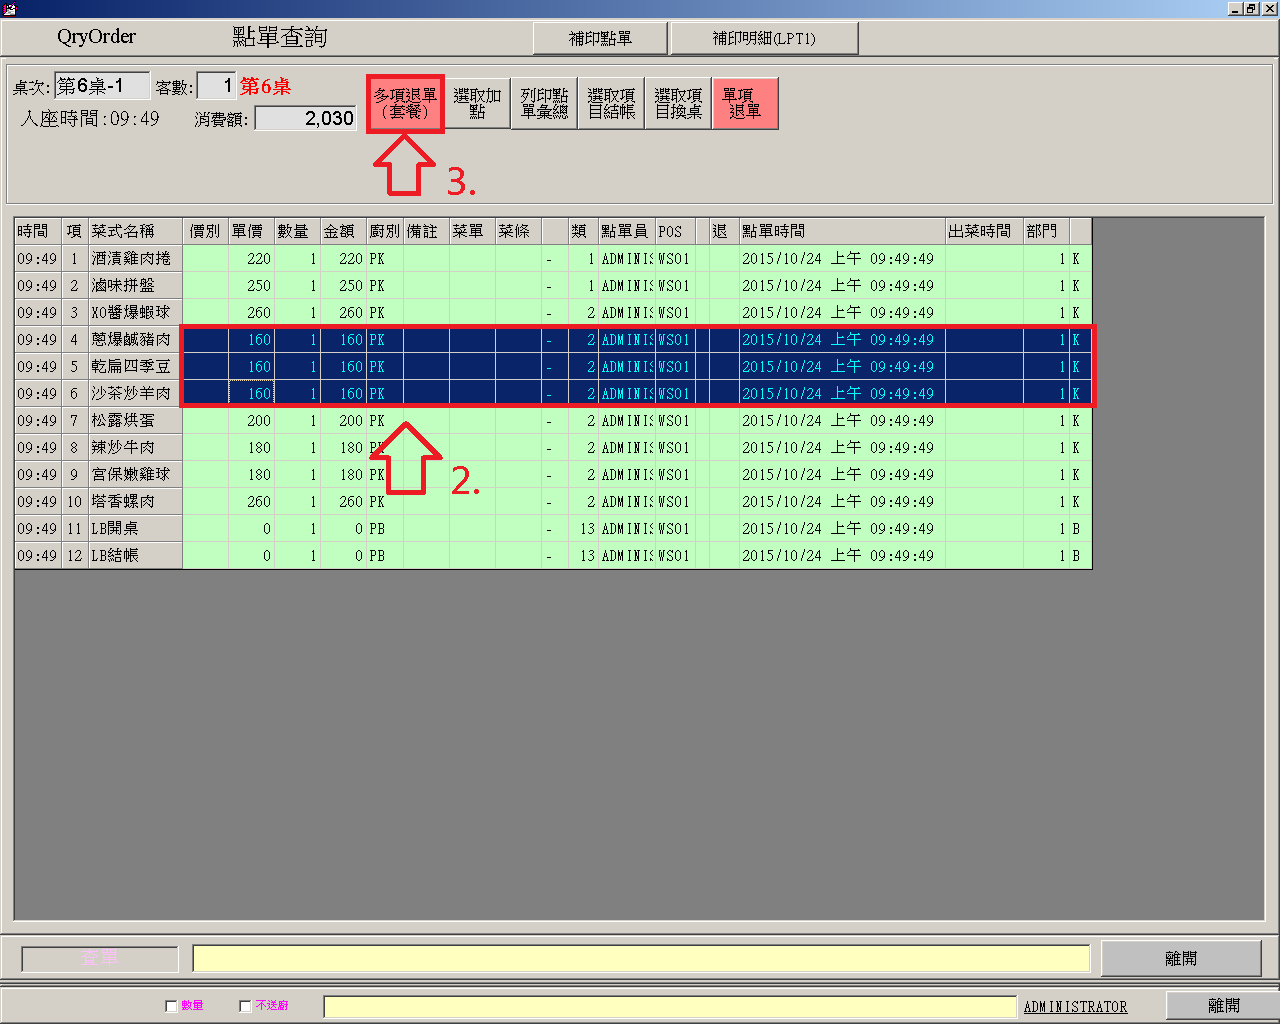 QryOrder 點單查詢 補印點單 補印明細(LPT1)
桌次: 第6桌-1 客數: 1 第6桌
入座時間:09:49 消費額: 2,030
多項退單(套餐) 選取加點 列印點單彙總 選取項目結帳 選取項目換桌 單項退單
3.
時間 項 菜式名稱 價別 單價 數量 金額 廚別 備註 菜單 菜條 類 點單員 POS 退 點單時間 出菜時間 部門
09:49 1 酒漬雞肉捲 220 1 220 PK - 1 ADMINIS WS01 2015/10/24 上午 09:49:49 1 K
09:49 2 滷味拼盤 250 1 250 PK - 1 ADMINIS WS01 2015/10/24 上午 09:49:49 1 K
09:49 3 XO醬爆蝦球 260 1 260 PK - 2 ADMINIS WS01 2015/10/24 上午 09:49:49 1 K
09:49 4 蔥爆鹹豬肉 160 1 160 PK - 2 ADMINIS WS01 2015/10/24 上午 09:49:49 1 K
09:49 5 乾扁四季豆 160 1 160 PK - 2 ADMINIS WS01 2015/10/24 上午 09:49:49 1 K
09:49 6 沙茶炒羊肉 160 1 160 PK - 2 ADMINIS WS01 2015/10/24 上午 09:49:49 1 K
09:49 7 松露烘蛋 200 1 200 PK - 2 ADMINIS WS01 2015/10/24 上午 09:49:49 1 K
09:49 8 辣炒牛肉 180 1 180 PK - 2 ADMINIS WS01 2015/10/24 上午 09:49:49 1 K
09:49 9 宮保嫩雞球 180 1 180 PK - 2 ADMINIS WS01 2015/10/24 上午 09:49:49 1 K
2.
09:49 10 塔香螺肉 260 1 260 PK - 2 ADMINIS WS01 2015/10/24 上午 09:49:49 1 K
09:49 11 LB開桌 0 1 0 PB - 13 ADMINIS WS01 2015/10/24 上午 09:49:49 1 B
09:49 12 LB結帳 0 1 0 PB - 13 ADMINIS WS01 2015/10/24 上午 09:49:49 1 B
查單 離開
數量 不送廚 ADMINISTRATOR 離開